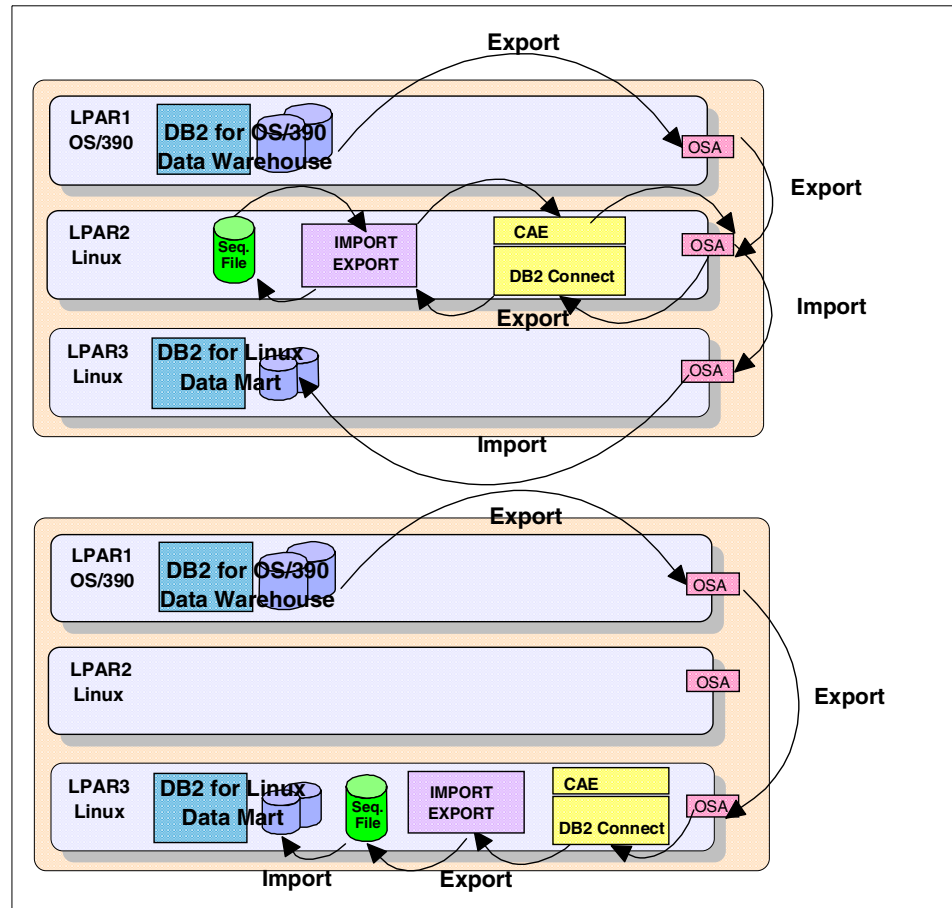 Export
LPAR1
OS/390
DB2 for OS/390
Data Warehouse
OSA
Export
LPAR2
Linux
Seq.
File
IMPORT
EXPORT
CAE
DB2 Connect
OSA
Export
Import
LPAR3
Linux
DB2 for Linux
Data Mart
OSA
Import
Export
LPAR1
OS/390
DB2 for OS/390
Data Warehouse
OSA
LPAR2
Linux
OSA
Export
LPAR3
Linux
DB2 for Linux
Data Mart
Seq.
File
IMPORT
EXPORT
CAE
DB2 Connect
OSA
Import
Export